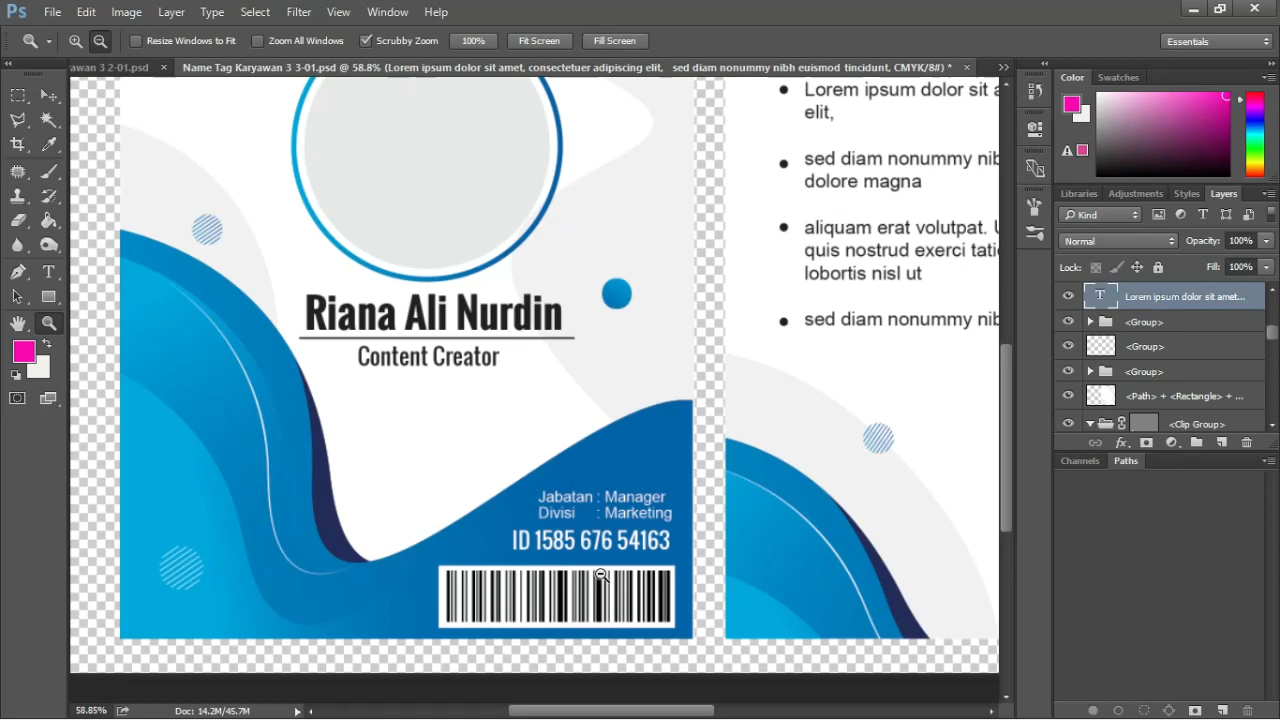 Ps File Edit Image Layer Type Select Filter View Window Help
Resize Windows to Fit Zoom All Windows Scrubby Zoom 100% Fit Screen Fill Screen Essentials
awan 3 2-01.psd × Name Tag Karyawan 3 3-01.psd @ 58.8% (Lorem ipsum dolor sit amet, consectetuer adipiscing elit, sed diam nonummy nibh euismod tincidunt, CMYK/8#) * ×
Color Swatches
Libraries Adjustments Styles Layers
Kind
Normal Opacity: 100%
Lock: Fill: 100%
T Lorem ipsum dolor sit amet...
<Group>
<Group>
<Group>
<Path> + <Rectangle> + ...
<Clip Group>
fx
Channels Paths
Riana Ali Nurdin
Content Creator
Jabatan : Manager
Divisi : Marketing
ID 1585 676 54163
Lorem ipsum dolor sit a
elit,
sed diam nonummy nib
dolore magna
aliquam erat volutpat. U
quis nostrud exerci tatio
lobortis nisl ut
sed diam nonummy nib
58.85% Doc: 14.2M/45.7M